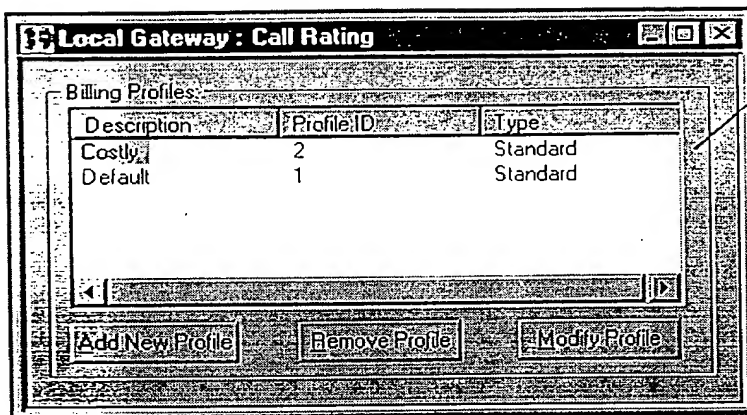 Local Gateway : Call Rating
Billing Profiles:
Description Profile ID Type
Costly 2 Standard
Default 1 Standard
Add New Profile Remove Profile Modify Profile